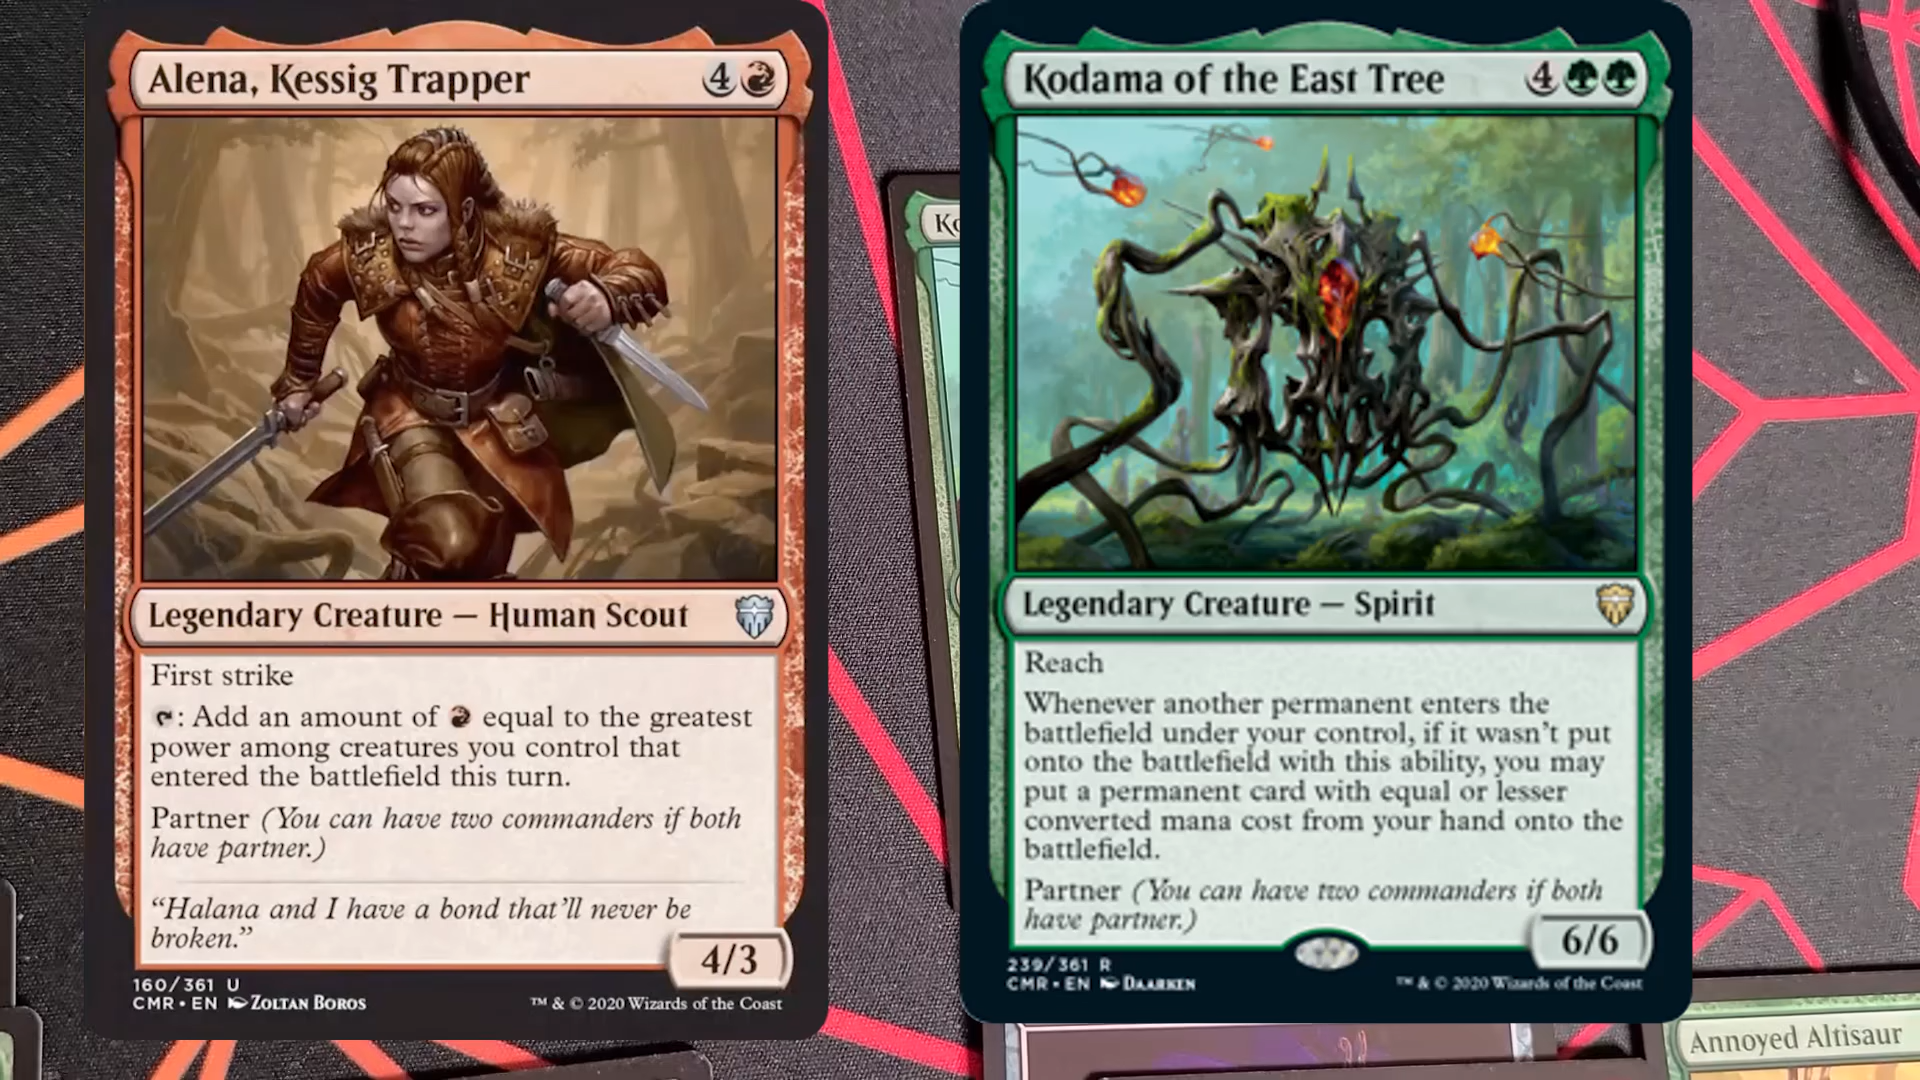 Alena, Kessig Trapper
4
Legendary Creature — Human Scout
First strike
: Add an amount of equal to the greatest
power among creatures you control that
entered the battlefield this turn.
Partner (You can have two commanders if both
have partner.)
“Halana and I have a bond that’ll never be
broken.”
4/3
160/361 U
CMR • EN Zoltan Boros
™ & © 2020 Wizards of the Coast
Ko
Kodama of the East Tree
4
Legendary Creature — Spirit
Reach
Whenever another permanent enters the
battlefield under your control, if it wasn’t put
onto the battlefield with this ability, you may
put a permanent card with equal or lesser
converted mana cost from your hand onto the
battlefield.
Partner (You can have two commanders if both
have partner.)
6/6
239/361 R
CMR • EN Daarken
™ & © 2020 Wizards of the Coast
Annoyed Altisaur